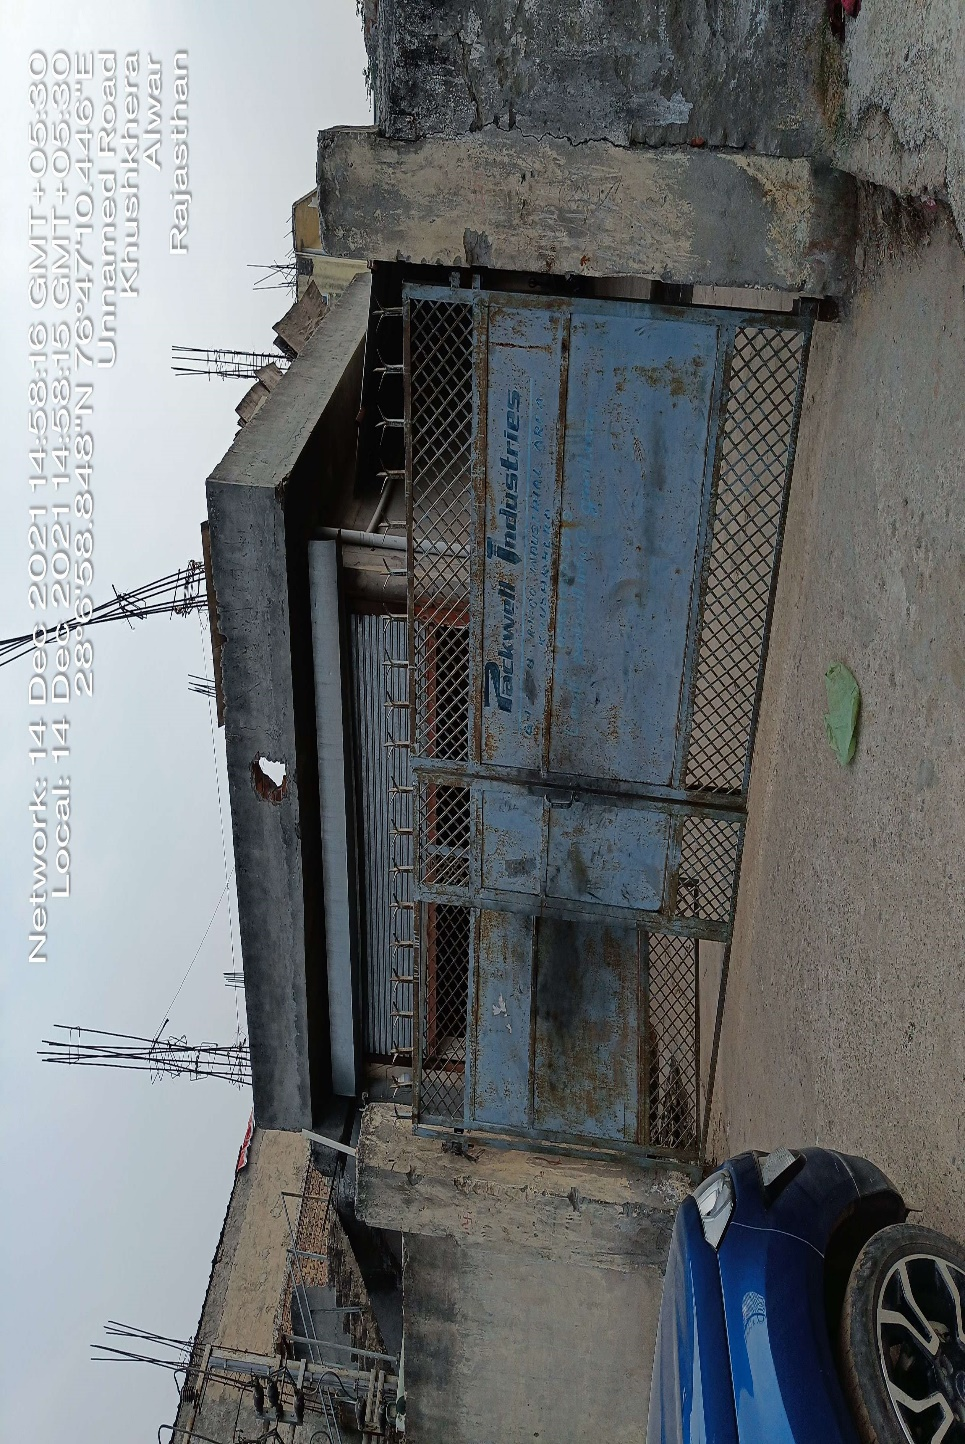 Network: 14 Dec 2021 14:58:16 GMT+05:30
Local: 14 Dec 2021 14:58:15 GMT+05:30
28°6'58.848"N 76°47'10.446"E
Unnamed Road
Khushkhera
Alwar
Rajasthan
Packwell Industries